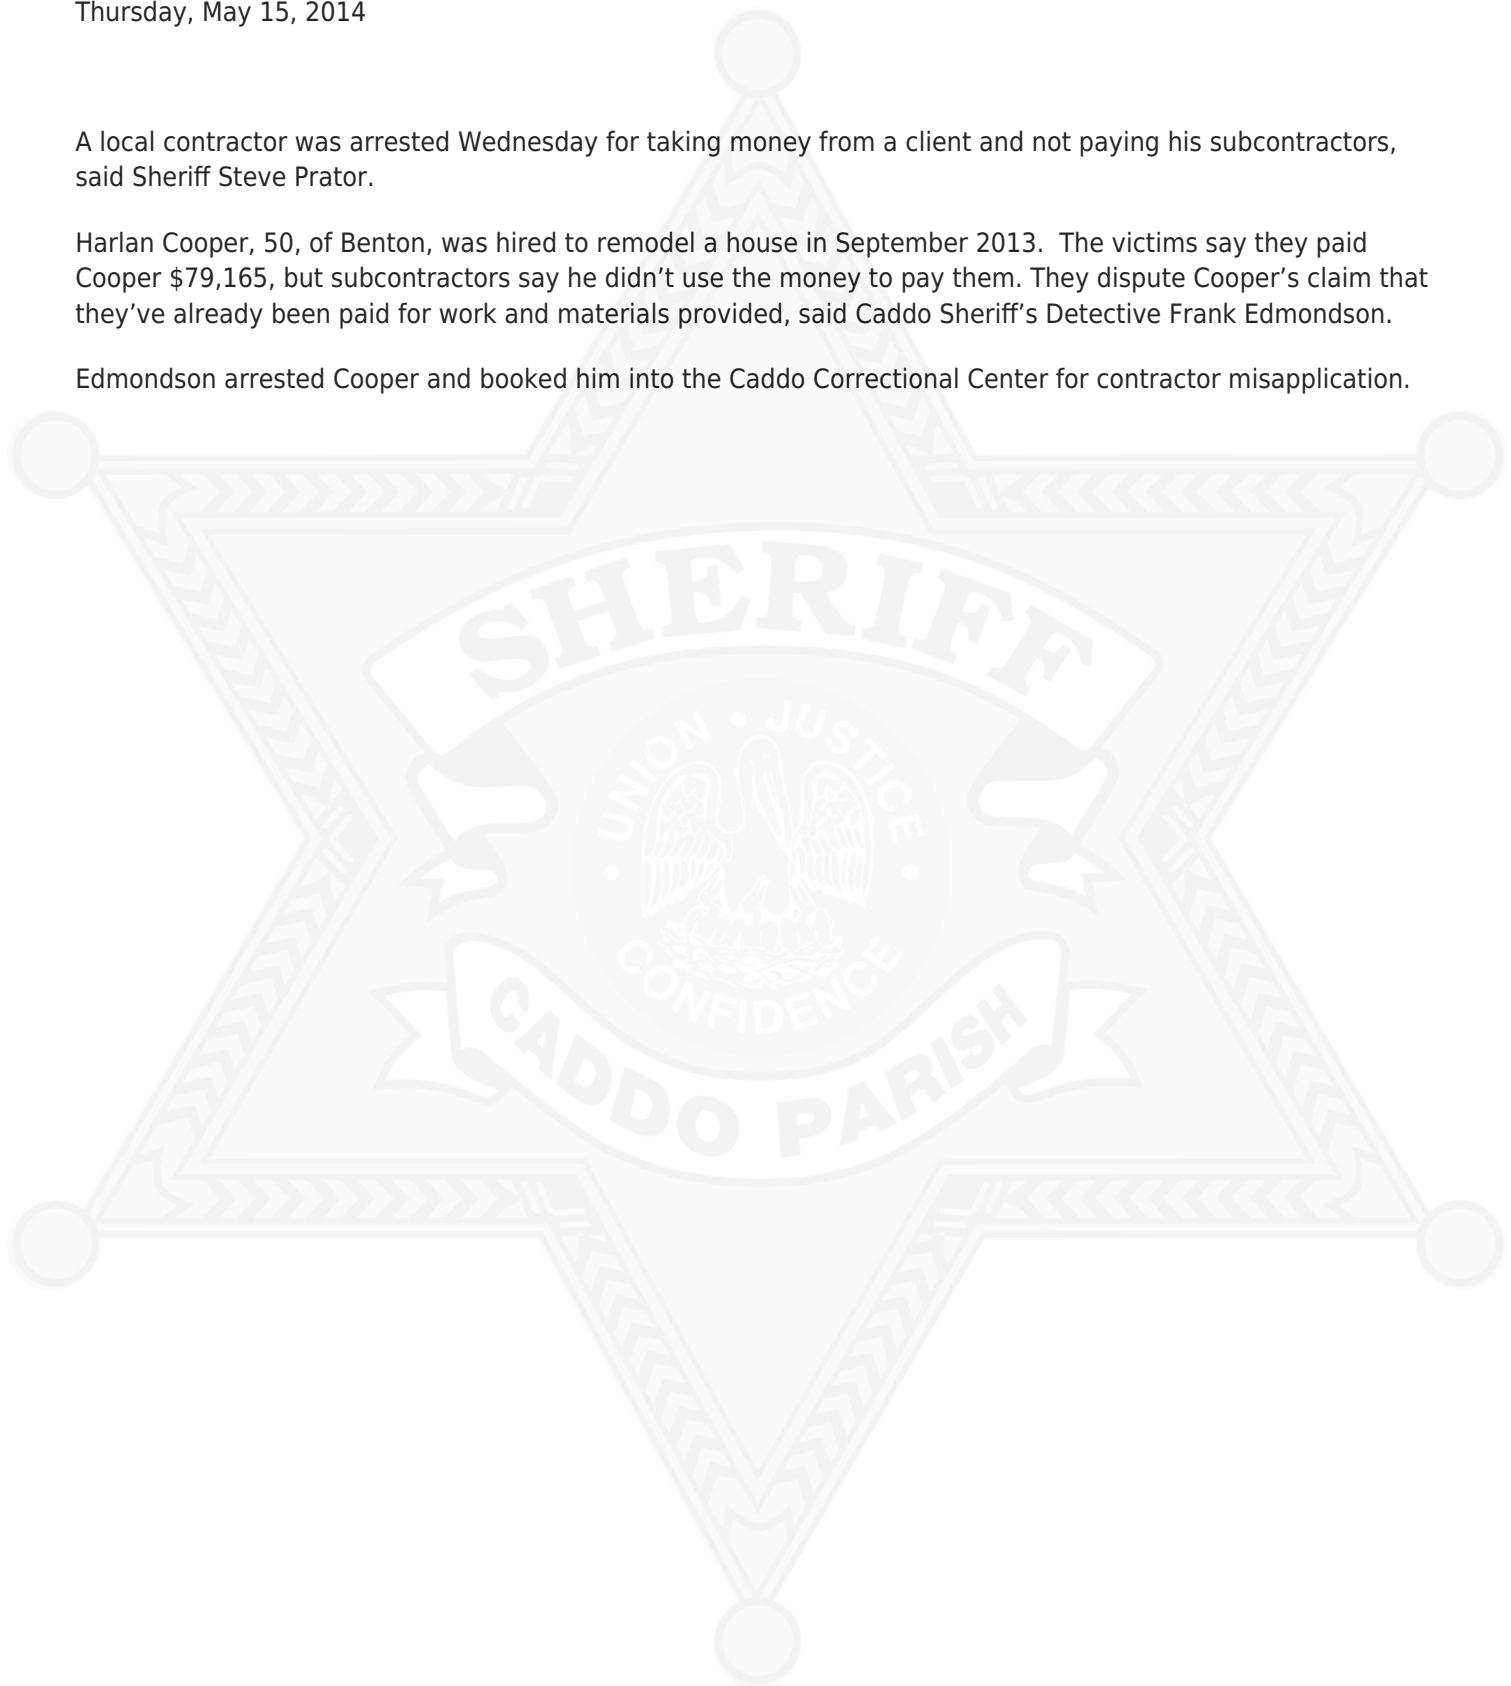 Thursday, May 15, 2014
A local contractor was arrested Wednesday for taking money from a client and not paying his subcontractors,
said Sheriff Steve Prator.
Harlan Cooper, 50, of Benton, was hired to remodel a house in September 2013.  The victims say they paid
Cooper $79,165, but subcontractors say he didn’t use the money to pay them. They dispute Cooper’s claim that
they’ve already been paid for work and materials provided, said Caddo Sheriff’s Detective Frank Edmondson.
Edmondson arrested Cooper and booked him into the Caddo Correctional Center for contractor misapplication.
SHERIFF
UNION • JUSTICE
• CONFIDENCE •
CADDO PARISH